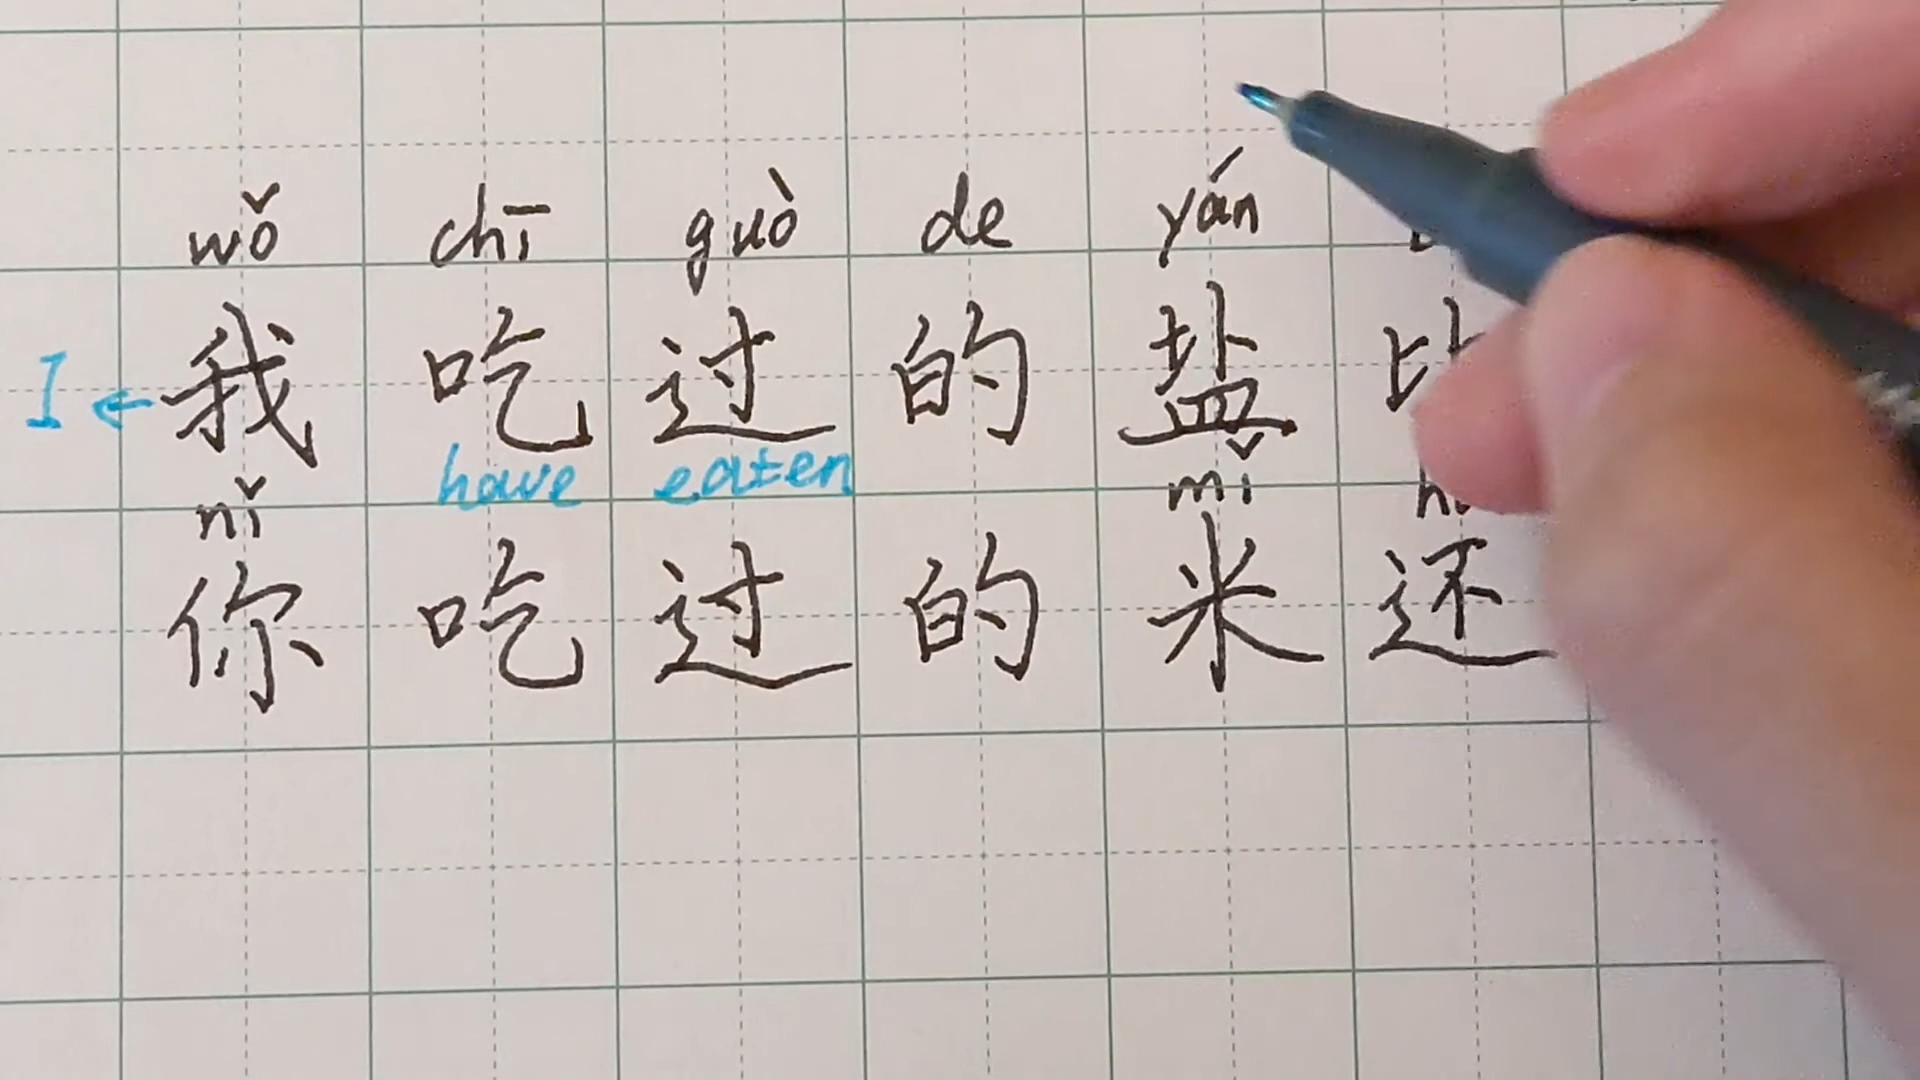 wǒ chī guò de yán
I ← 我 吃 过 的 盐 比
have eaten
nǐ mǐ
你 吃 过 的 米 还